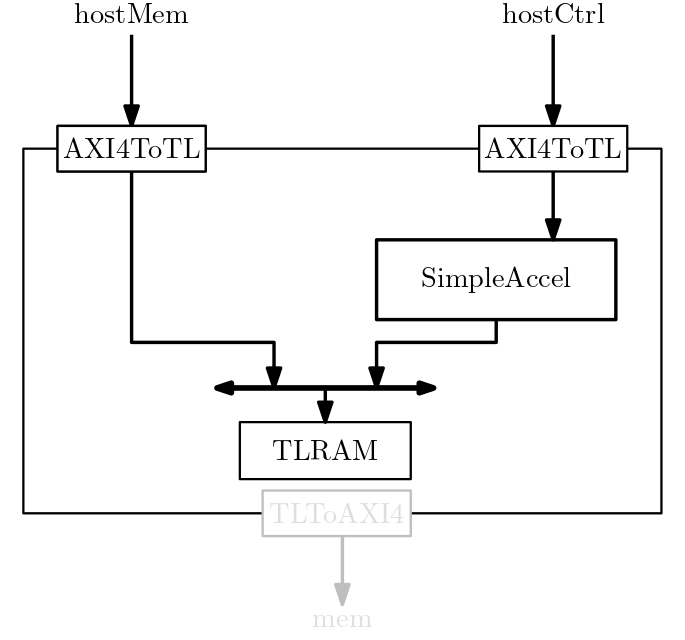 hostMem
hostCtrl
AXI4ToTL
AXI4ToTL
SimpleAccel
TLRAM
TLToAXI4
mem